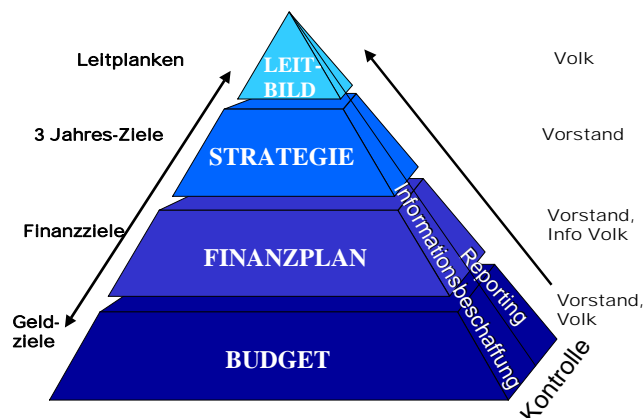 Leitplanken
LEIT-
BILD
Volk
3 Jahres-Ziele
STRATEGIE
Vorstand
Finanzziele
FINANZPLAN
Vorstand,
Info Volk
Geld-
ziele
BUDGET
Vorstand,
Volk
Informationsbeschaffung
Reporting
Kontrolle